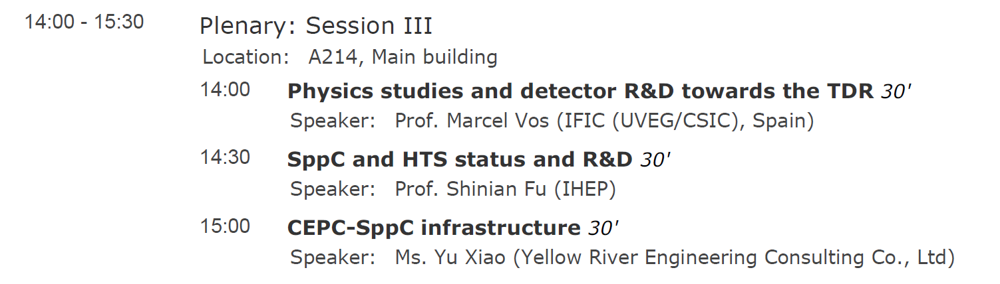 14:00 - 15:30 Plenary: Session III
Location: A214, Main building
14:00 Physics studies and detector R&D towards the TDR 30'
Speaker: Prof. Marcel Vos (IFIC (UVEG/CSIC), Spain)
14:30 SppC and HTS status and R&D 30'
Speaker: Prof. Shinian Fu (IHEP)
15:00 CEPC-SppC infrastructure 30'
Speaker: Ms. Yu Xiao (Yellow River Engineering Consulting Co., Ltd)